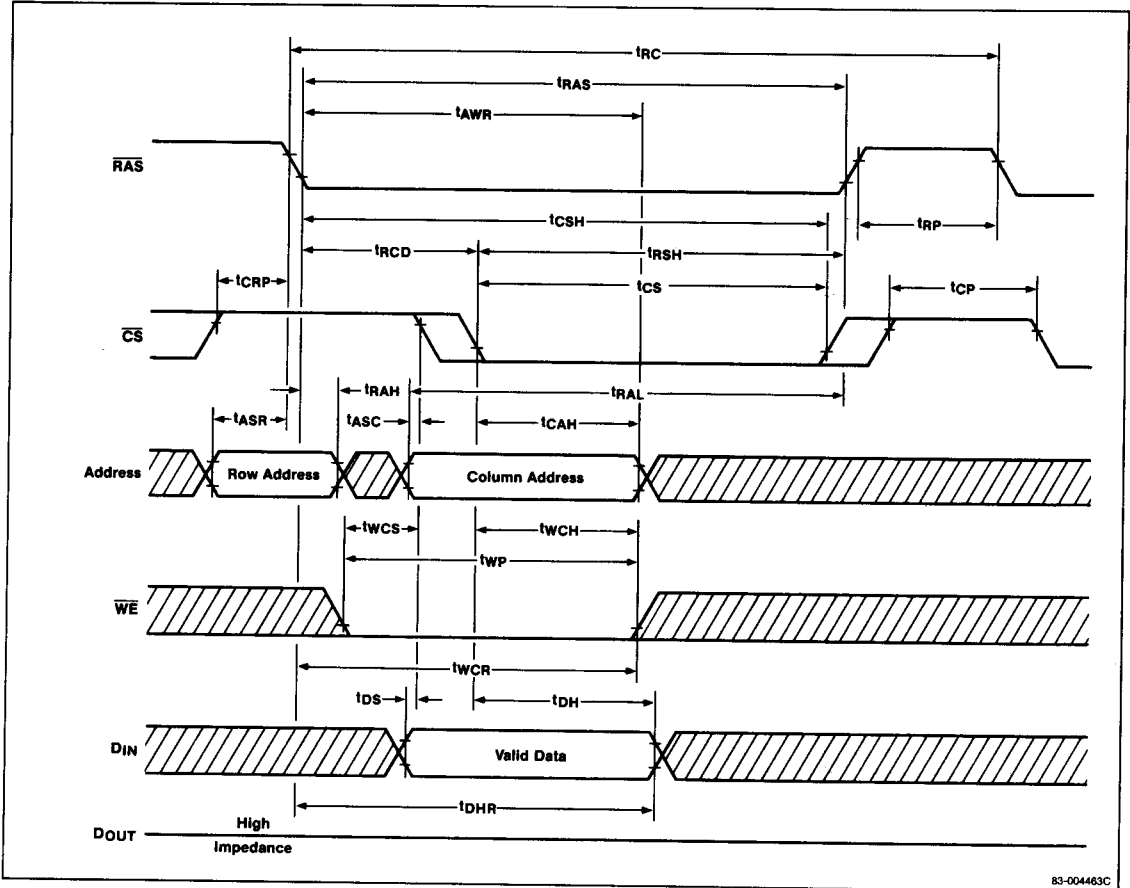 tRC
tRAS
tAWR
RAS
tCSH
tRP
tRCD
tRSH
tCRP
tCS
tCP
CS
tRAH
tRAL
tASR
tASC
tCAH
Address
Row Address
Column Address
tWCS
tWCH
tWP
WE
tWCR
tDS
tDH
DIN
Valid Data
tDHR
DOUT
High
Impedance
83-004463C